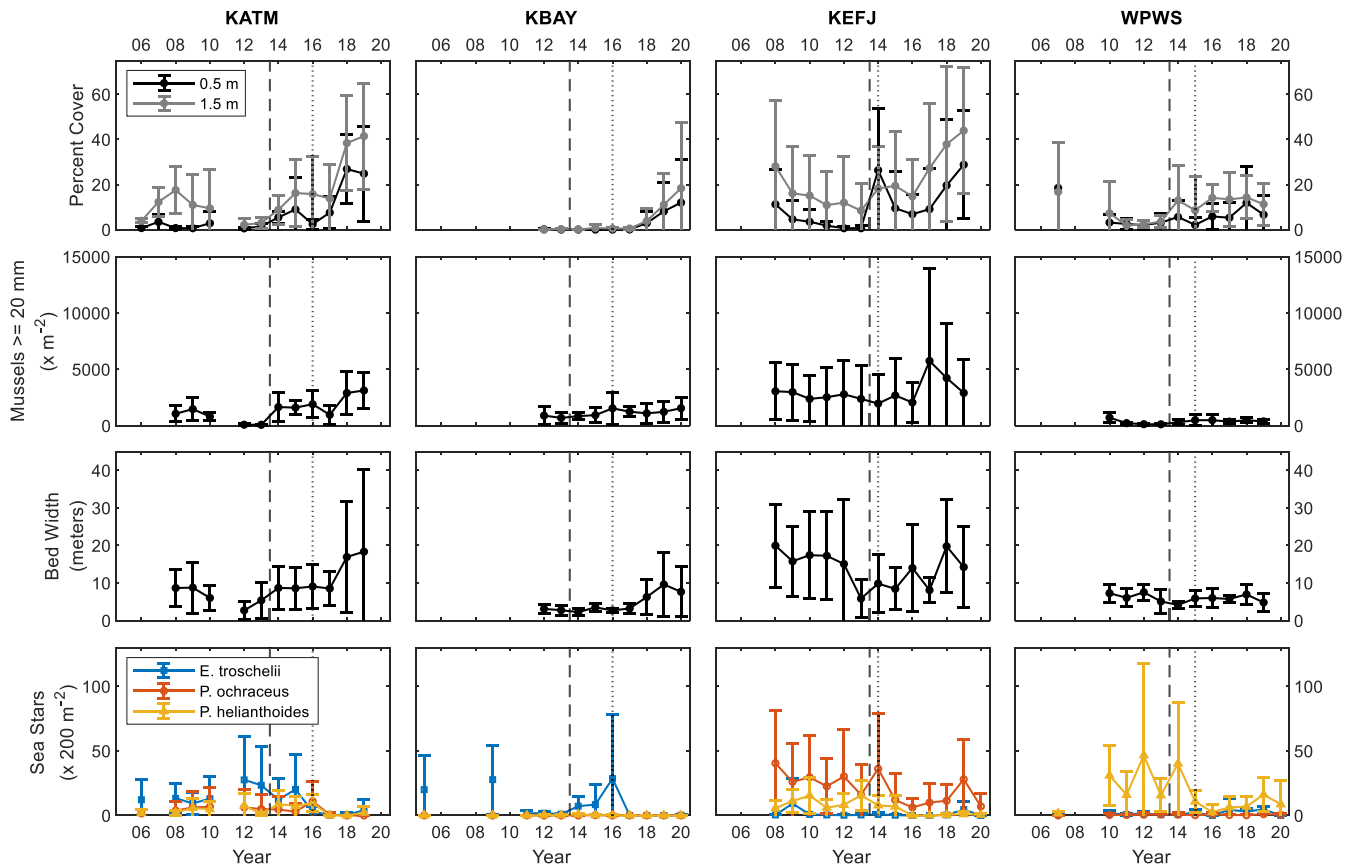 KATM KBAY KEFJ WPWS
06 08 10 12 14 16 18 20 06 08 10 12 14 16 18 20 06 08 10 12 14 16 18 20 06 08 10 12 14 16 18 20
Percent Cover
60
40
20
0
0.5 m
1.5 m
60
40
20
0
Mussels >= 20 mm
(x m-2)
15000
10000
5000
0
15000
10000
5000
0
Bed Width
(meters)
40
30
20
10
0
40
30
20
10
0
Sea Stars
(x 200 m-2)
100
50
0
E. troschelii
P. ochraceus
P. helianthoides
100
50
0
06 08 10 12 14 16 18 20 06 08 10 12 14 16 18 20 06 08 10 12 14 16 18 20 06 08 10 12 14 16 18 20
Year Year Year Year